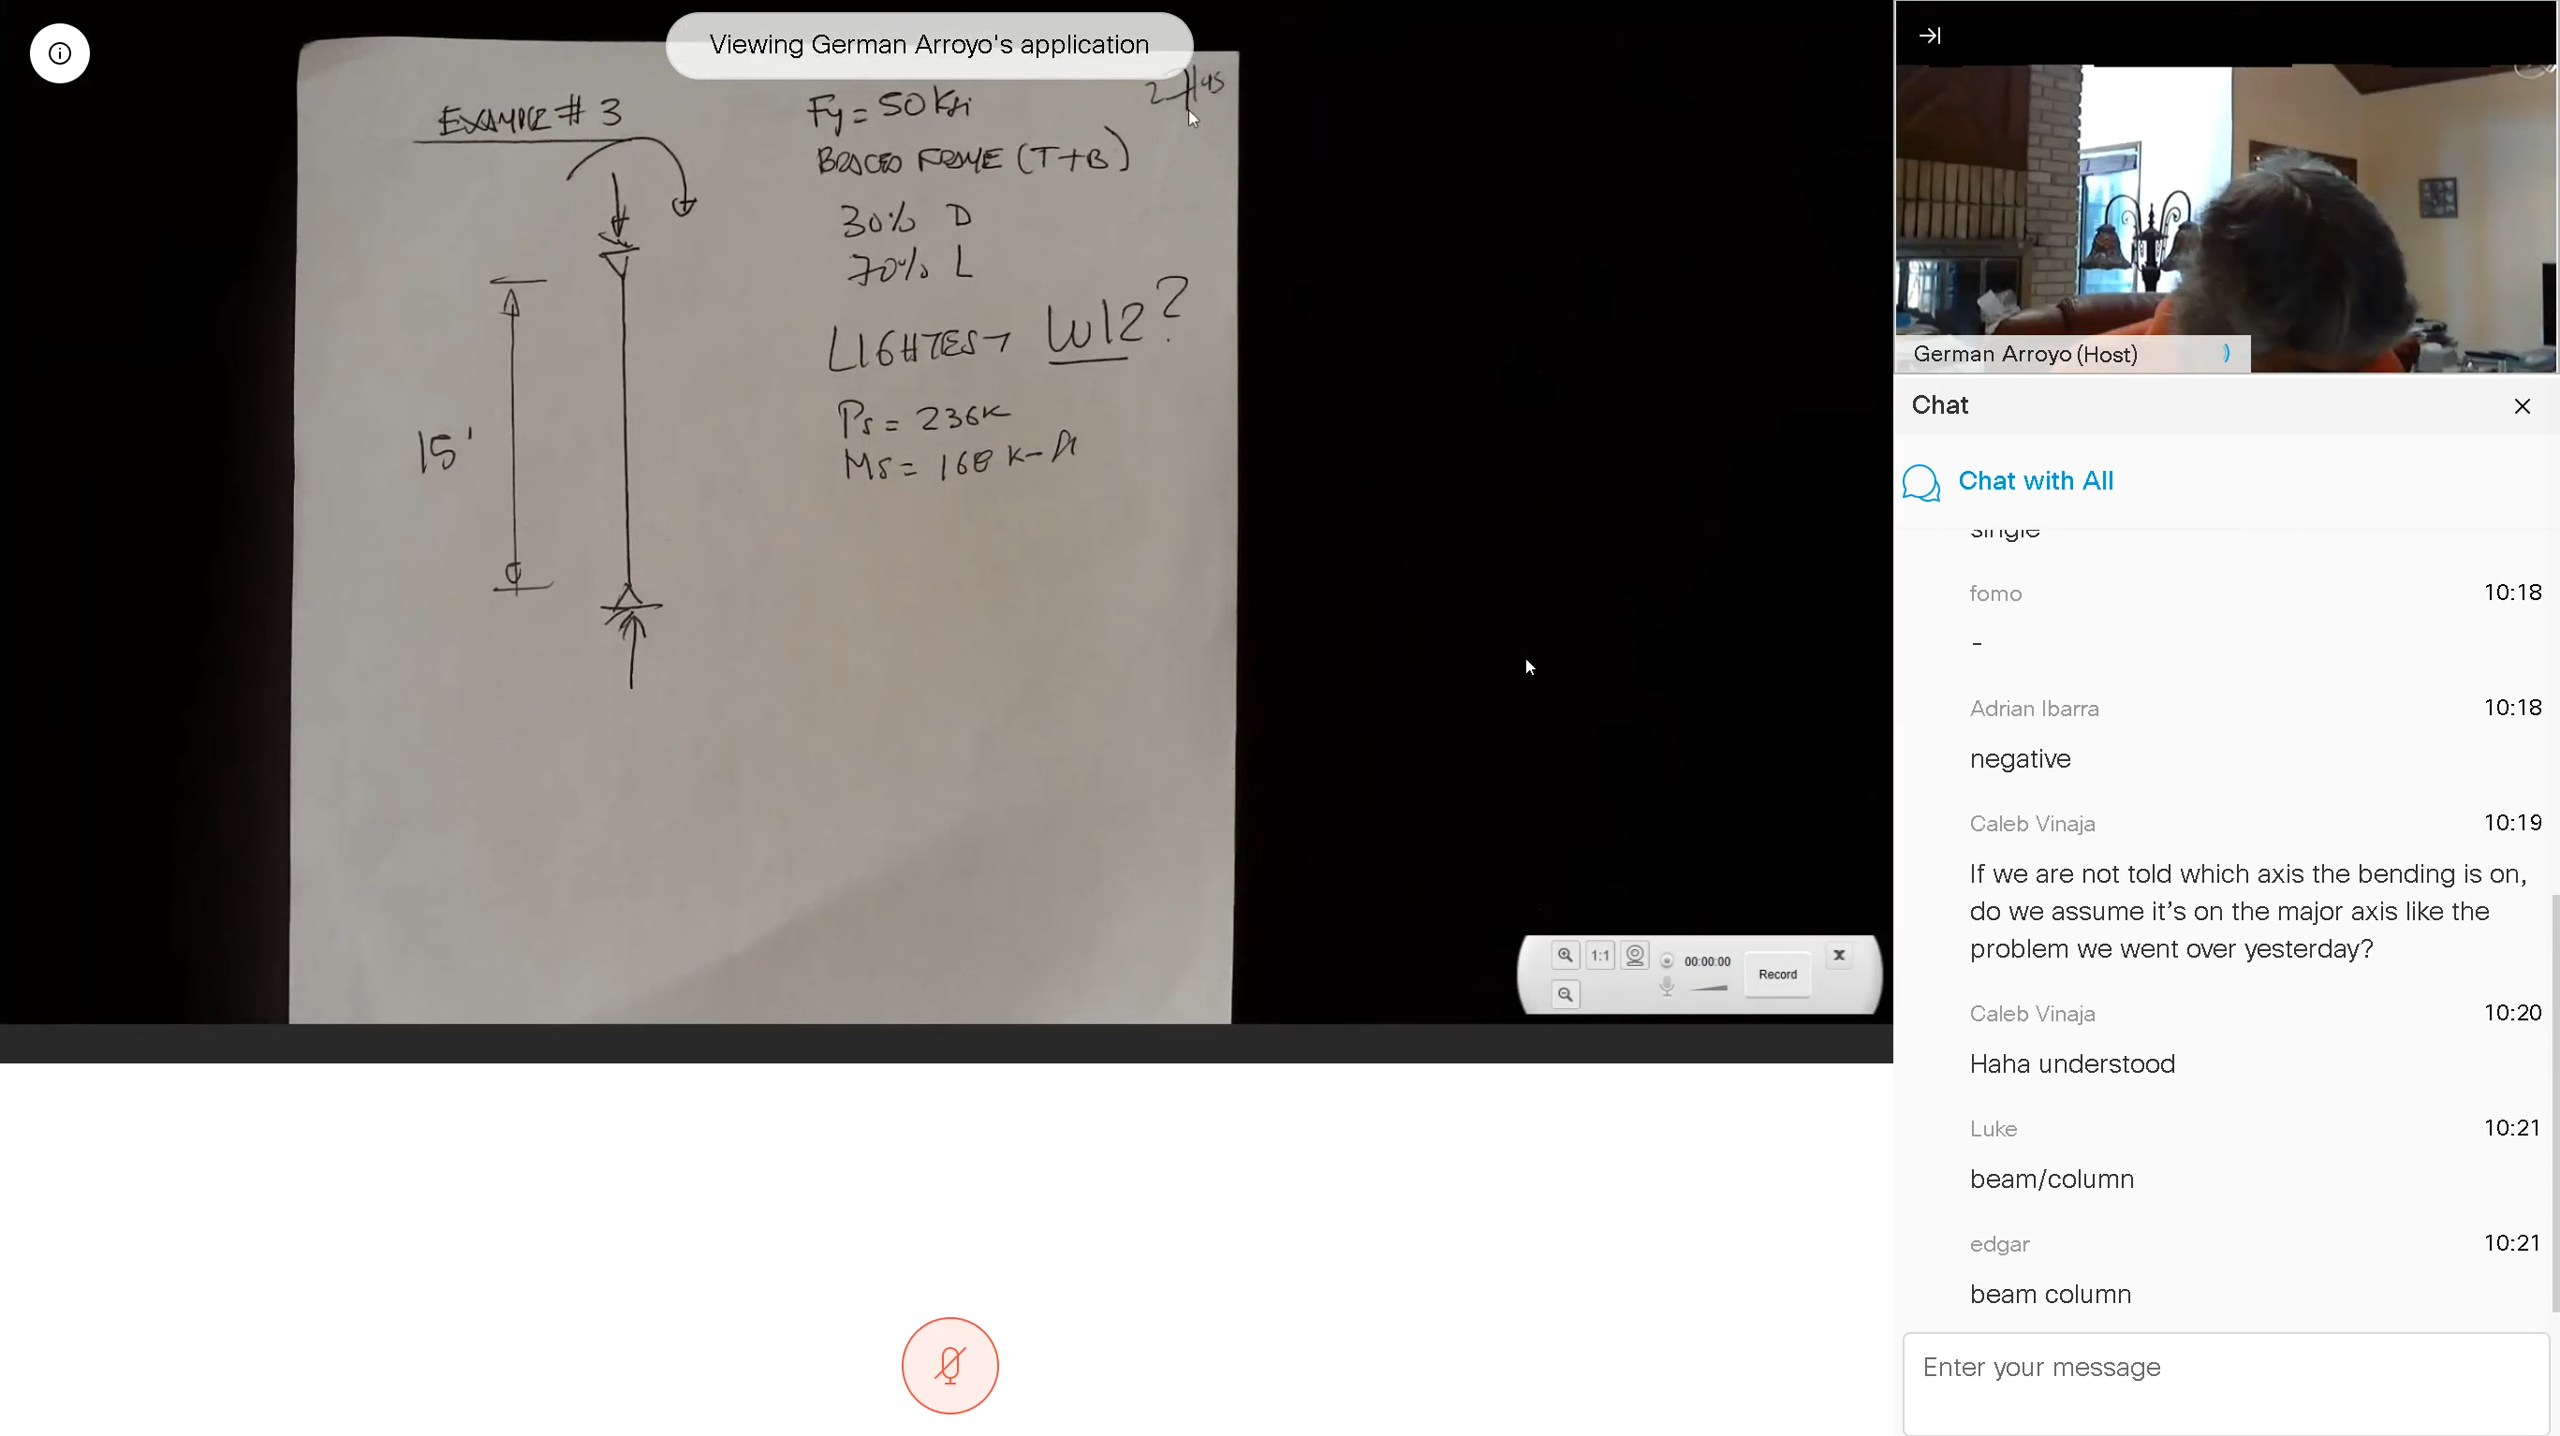 Viewing German Arroyo's application
EXAMPLE # 3
Fy = 50 Ksi
BRACED FRAME (T+B)
30% D
70% L
LIGHTEST W12?
Ps = 236K
Ms = 168 K-ft
15'
00:00:00
Record
x
1:1
German Arroyo (Host)
Chat
Chat with All
single
fomo 10:18
-
Adrian Ibarra 10:18
negative
Caleb Vinaja 10:19
If we are not told which axis the bending is on,
do we assume it’s on the major axis like the
problem we went over yesterday?
Caleb Vinaja 10:20
Haha understood
Luke 10:21
beam/column
edgar 10:21
beam column
Enter your message